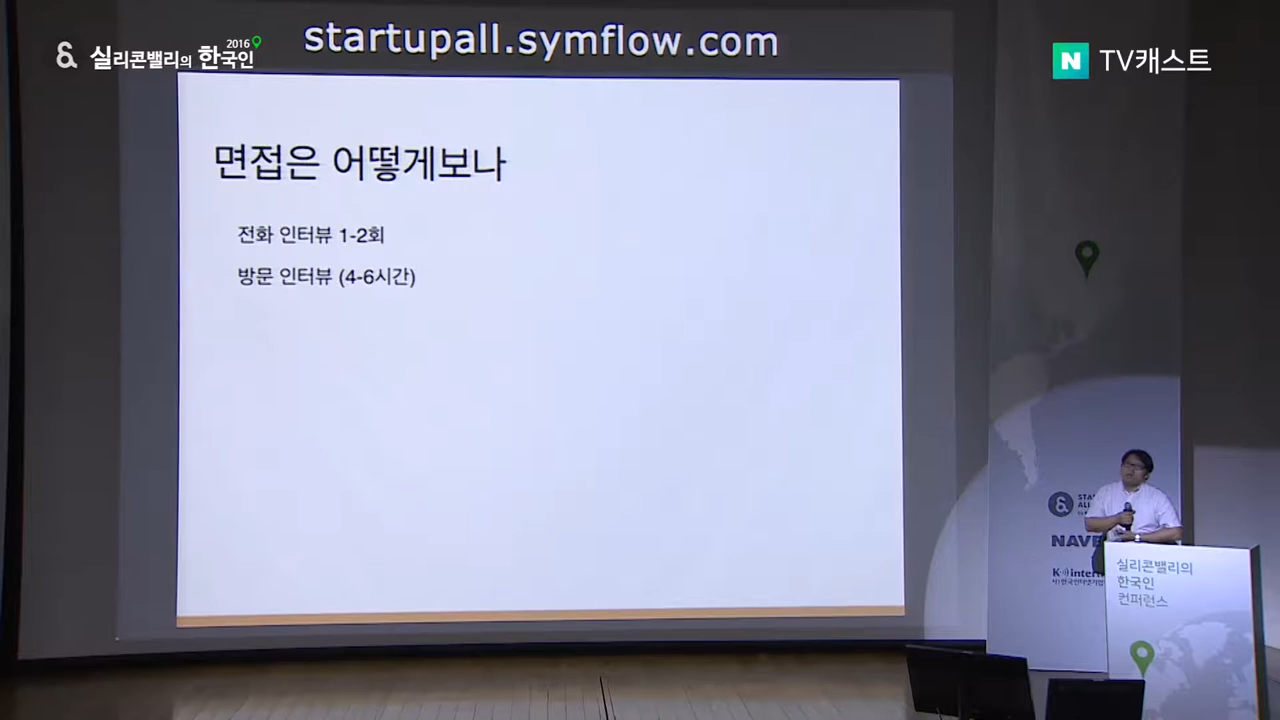 startupall.symflow.com
& 실리콘밸리의 한국인
2016
N TV캐스트
면접은 어떻게보나
전화 인터뷰 1-2회
방문 인터뷰 (4-6시간)
&
NAVE
실리콘밸리의
한국인
컨퍼런스